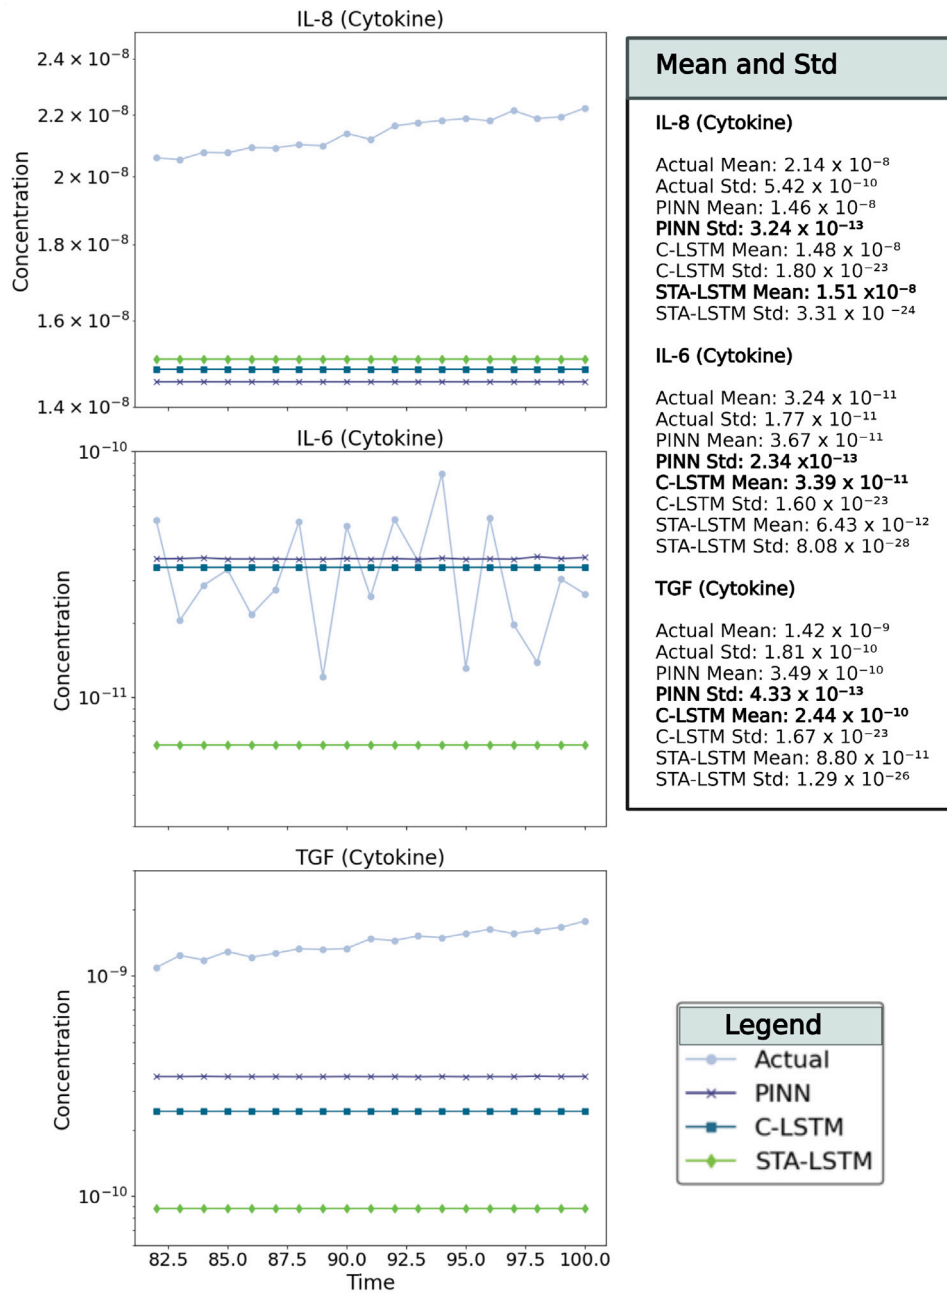 IL-8 (Cytokine)
2.4 × 10⁻⁸
2.2 × 10⁻⁸
2 × 10⁻⁸
1.8 × 10⁻⁸
1.6 × 10⁻⁸
1.4 × 10⁻⁸
Concentration
IL-6 (Cytokine)
10⁻¹⁰
10⁻¹¹
Concentration
TGF (Cytokine)
10⁻⁹
10⁻¹⁰
Concentration
82.5 85.0 87.5 90.0 92.5 95.0 97.5 100.0
Time
Mean and Std
IL-8 (Cytokine)
Actual Mean: 2.14 x 10⁻⁸
Actual Std: 5.42 x 10⁻¹⁰
PINN Mean: 1.46 x 10⁻⁸
PINN Std: 3.24 x 10⁻¹³
C-LSTM Mean: 1.48 x 10⁻⁸
C-LSTM Std: 1.80 x 10⁻²³
STA-LSTM Mean: 1.51 x10⁻⁸
STA-LSTM Std: 3.31 x 10 ⁻²⁴
IL-6 (Cytokine)
Actual Mean: 3.24 x 10⁻¹¹
Actual Std: 1.77 x 10⁻¹¹
PINN Mean: 3.67 x 10⁻¹¹
PINN Std: 2.34 x10⁻¹³
C-LSTM Mean: 3.39 x 10⁻¹¹
C-LSTM Std: 1.60 x 10⁻²³
STA-LSTM Mean: 6.43 x 10⁻¹²
STA-LSTM Std: 8.08 x 10⁻²⁸
TGF (Cytokine)
Actual Mean: 1.42 x 10⁻⁹
Actual Std: 1.81 x 10⁻¹⁰
PINN Mean: 3.49 x 10⁻¹⁰
PINN Std: 4.33 x 10⁻¹³
C-LSTM Mean: 2.44 x 10⁻¹⁰
C-LSTM Std: 1.67 x 10⁻²³
STA-LSTM Mean: 8.80 x 10⁻¹¹
STA-LSTM Std: 1.29 x 10⁻²⁶
Legend
Actual
PINN
C-LSTM
STA-LSTM